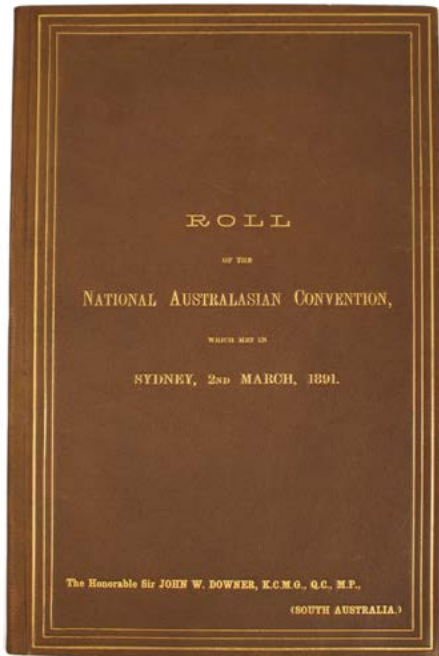 ROLL
OF THE
NATIONAL AUSTRALASIAN CONVENTION,
WHICH MET IN
SYDNEY, 2ND MARCH, 1891.
The Honorable Sir JOHN W. DOWNER, K.C.M.G., Q.C., M.P.,
(SOUTH AUSTRALIA.)